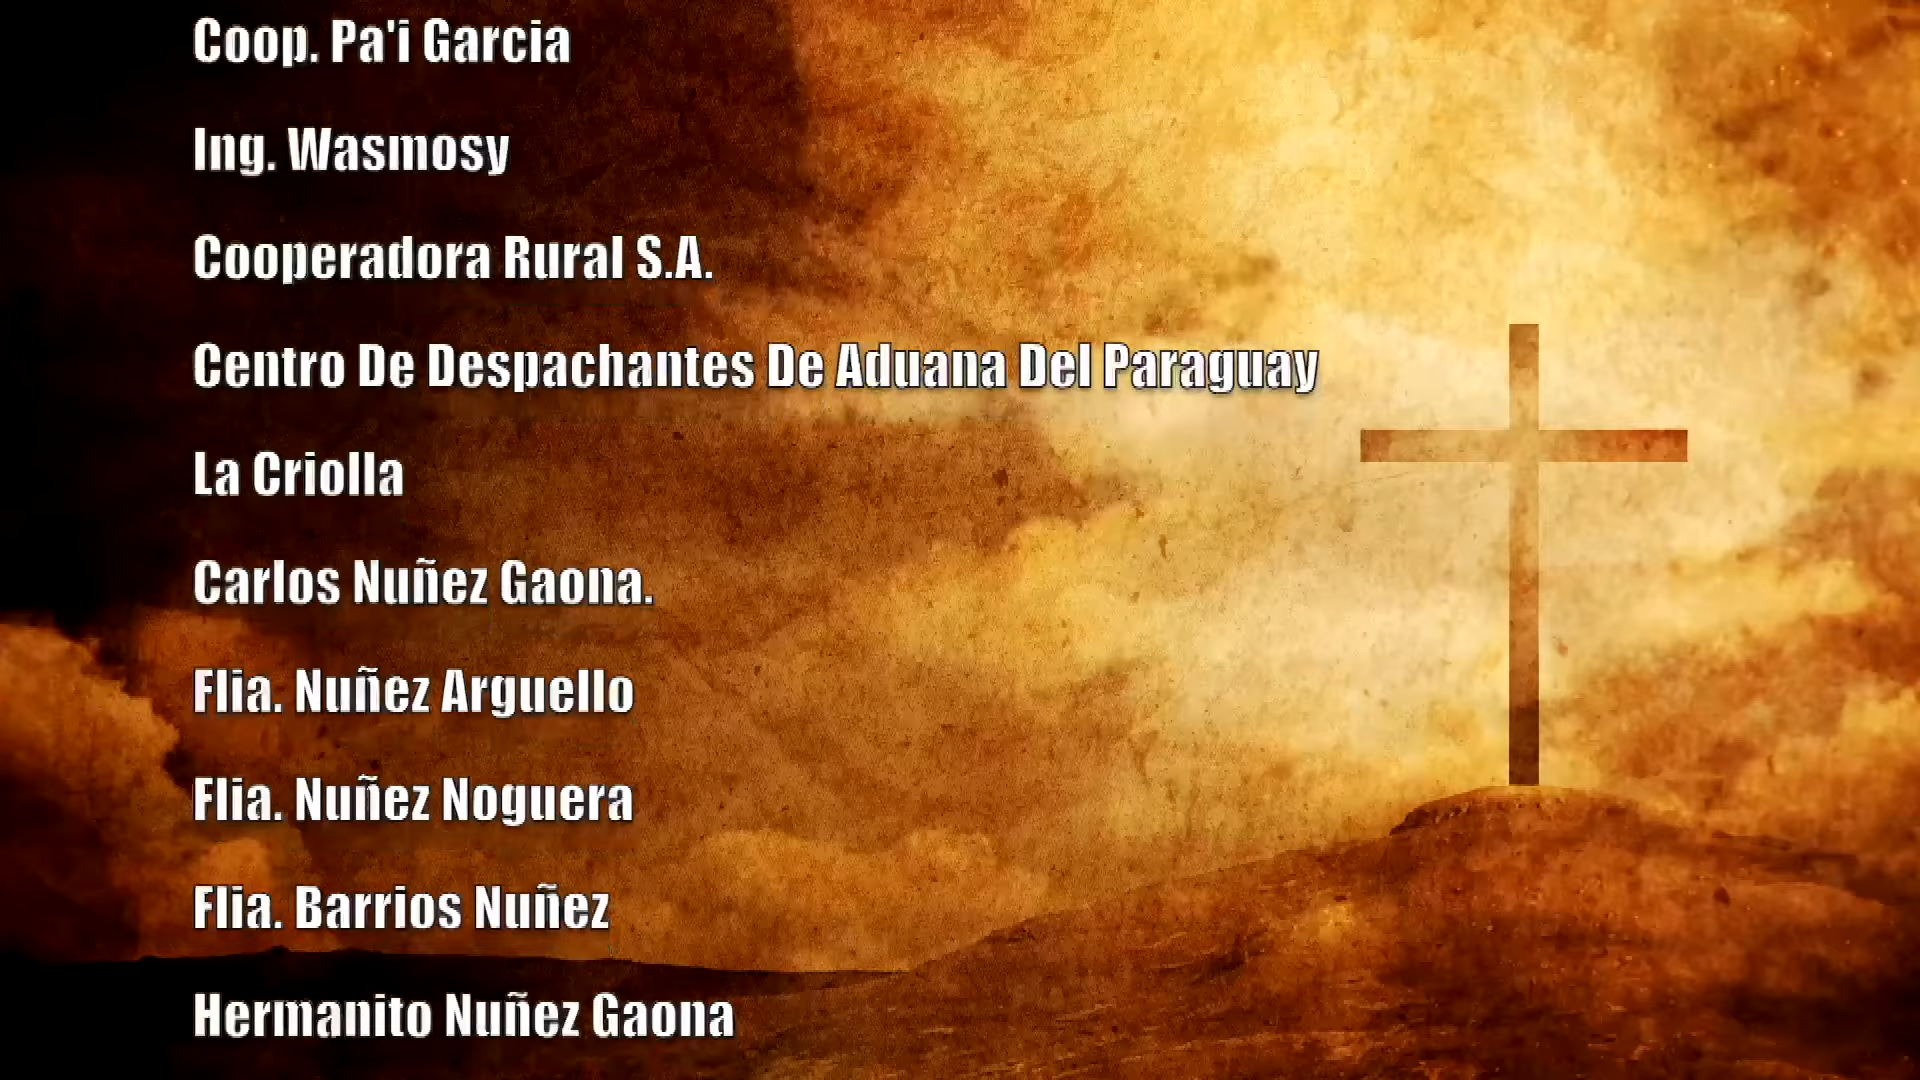 Coop. Pa'i Garcia
Ing. Wasmosy
Cooperadora Rural S.A.
Centro De Despachantes De Aduana Del Paraguay
La Criolla
Carlos Nuñez Gaona.
Flia. Nuñez Arguello
Flia. Nuñez Noguera
Flia. Barrios Nuñez
Hermanito Nuñez Gaona